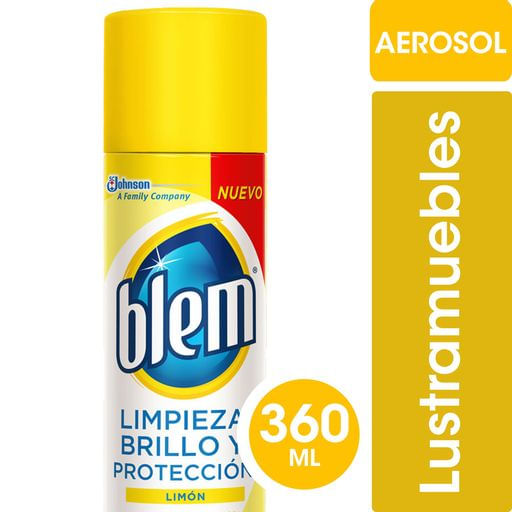 AEROSOL
Lustramuebles
SC Johnson
A Family Company
NUEVO
blem®
LIMPIEZA
BRILLO Y
PROTECCIÓN
LIMÓN
360
ML